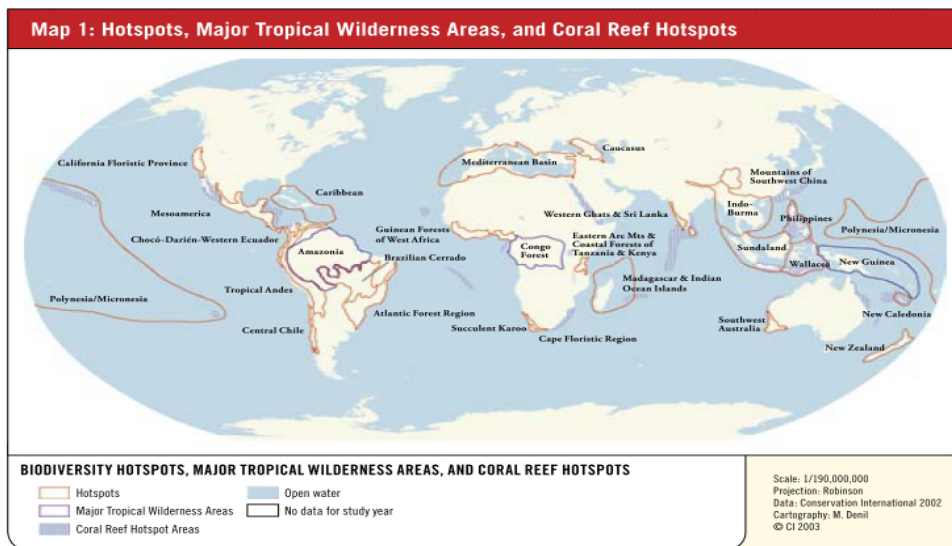 Map 1: Hotspots, Major Tropical Wilderness Areas, and Coral Reef Hotspots
California Floristic Province
Mediterranean Basin
Caucasus
Mountains of
Southwest China
Caribbean
Mesoamerica
Western Ghats & Sri Lanka
Indo-
Burma
Philippines
Chocó–Darién–Western Ecuador
Guinean Forests
of West Africa
Eastern Arc Mts &
Coastal Forests of
Tanzania & Kenya
Polynesia/Micronesia
Amazonia
Brazilian Cerrado
Congo
Forest
Sundaland
Wallacea
New Guinea
Tropical Andes
Madagascar & Indian
Ocean Islands
Polynesia/Micronesia
Atlantic Forest Region
New Caledonia
Central Chile
Succulent Karoo
Cape Floristic Region
Southwest
Australia
New Zealand
BIODIVERSITY HOTSPOTS, MAJOR TROPICAL WILDERNESS AREAS, AND CORAL REEF HOTSPOTS
Hotspots
Open water
Major Tropical Wilderness Areas
No data for study year
Coral Reef Hotspot Areas
Scale: 1/190,000,000
Projection: Robinson
Data: Conservation International 2002
Cartography: M. Denil
© CI 2003